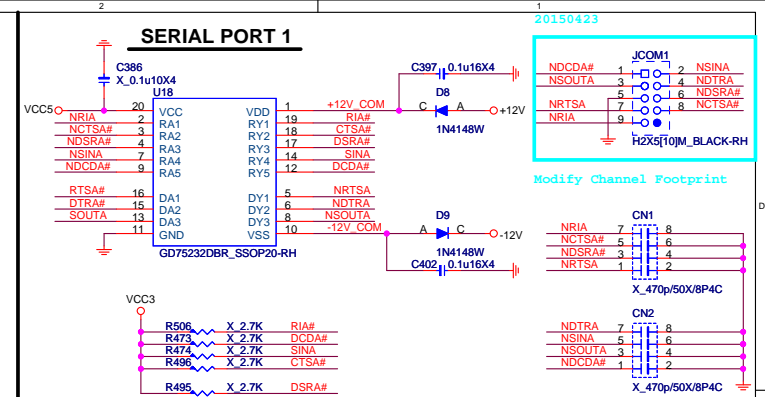 2
1
20150423
SERIAL PORT 1
C386
X_0.1u10X4
U18
VCC5
20 VCC VDD 1 +12V_COM
NRIA 2 RA1 RY1 19 RIA#
NCTSA# 3 RA2 RY2 18 CTSA#
NDSRA# 4 RA3 RY3 17 DSRA#
NSINA 7 RA4 RY4 14 SINA
NDCDA# 9 RA5 RY5 12 DCDA#
RTSA# 16 DA1 DY1 5 NRTSA
DTRA# 15 DA2 DY2 6 NDTRA
SOUTA 13 DA3 DY3 8 NSOUTA
11 GND VSS 10 -12V_COM
GD75232DBR_SSOP20-RH
C397 0.1u16X4
D8
C A +12V
1N4148W
D9
A C -12V
1N4148W
C402 0.1u16X4
JCOM1
NDCDA# 1 2 NSINA
NSOUTA 3 4 NDTRA
5 6 NDSRA#
NRTSA 7 8 NCTSA#
NRIA 9
H2X5[10]M_BLACK-RH
Modify Channel Footprint
D
CN1
NRIA 7 8
NCTSA# 5 6
NDSRA# 3 4
NRTSA 1 2
X_470p/50X/8P4C
CN2
NDTRA 7 8
NSINA 5 6
NSOUTA 3 4
NDCDA# 1 2
X_470p/50X/8P4C
VCC3
R506 X_2.7K RIA#
R473 X_2.7K DCDA#
R474 X_2.7K SINA
R496 X_2.7K CTSA#
R495 X_2.7K DSRA#